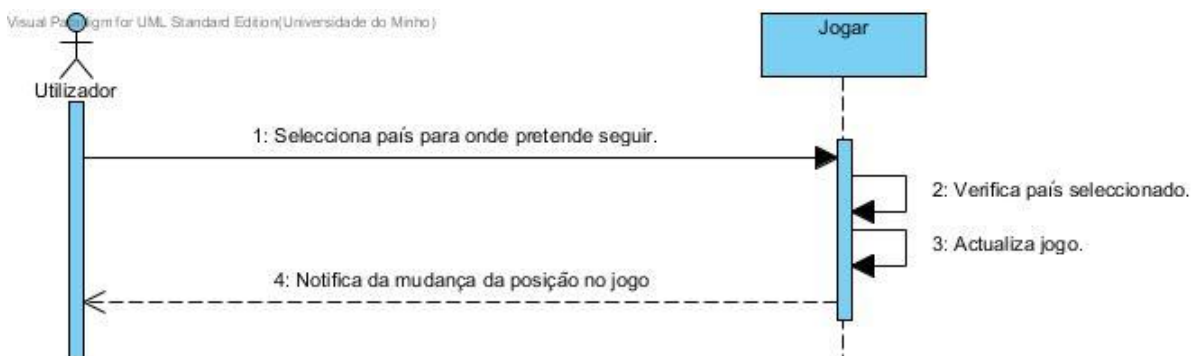 Visual Paradigm for UML Standard Edition(Universidade do Minho)
Jogar
Utilizador
1: Selecciona país para onde pretende seguir.
2: Verifica país seleccionado.
3: Actualiza jogo.
4: Notifica da mudança da posição no jogo